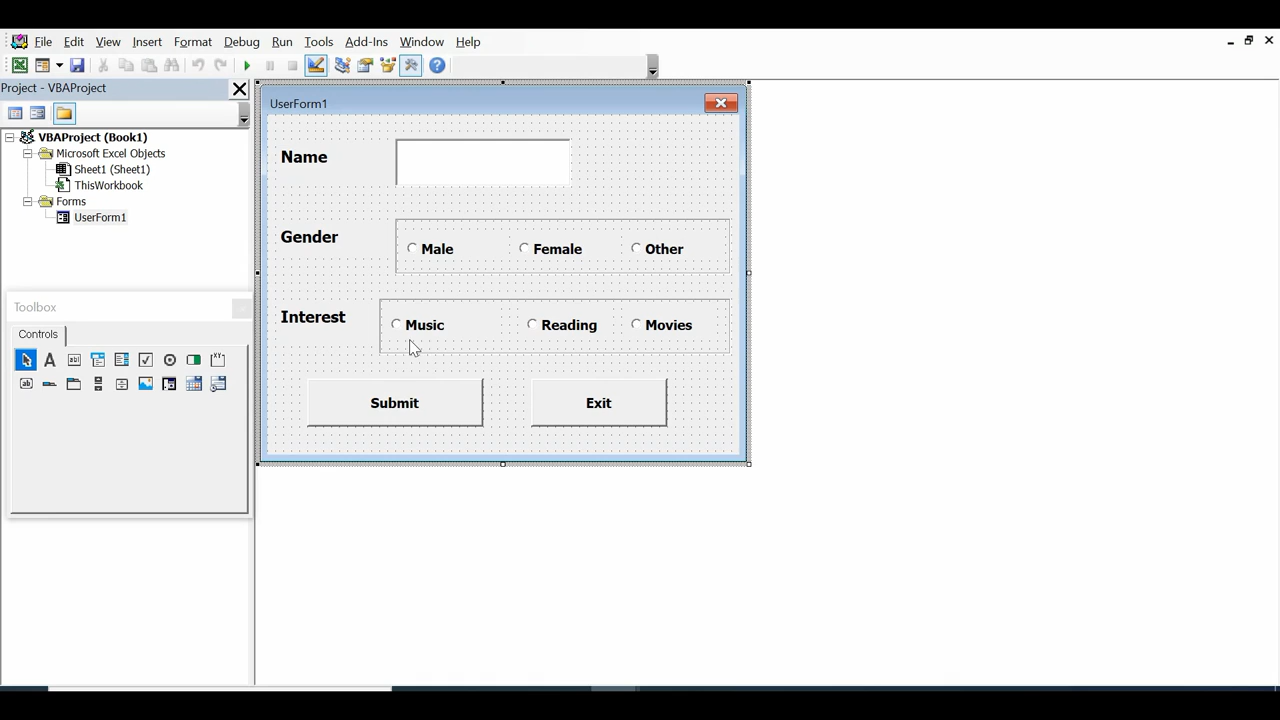 File Edit View Insert Format Debug Run Tools Add-Ins Window Help
Project - VBAProject
VBAProject (Book1)
Microsoft Excel Objects
Sheet1 (Sheet1)
ThisWorkbook
Forms
UserForm1
Toolbox
Controls
UserForm1
Name
Gender
Male Female Other
Interest
Music Reading Movies
Submit Exit